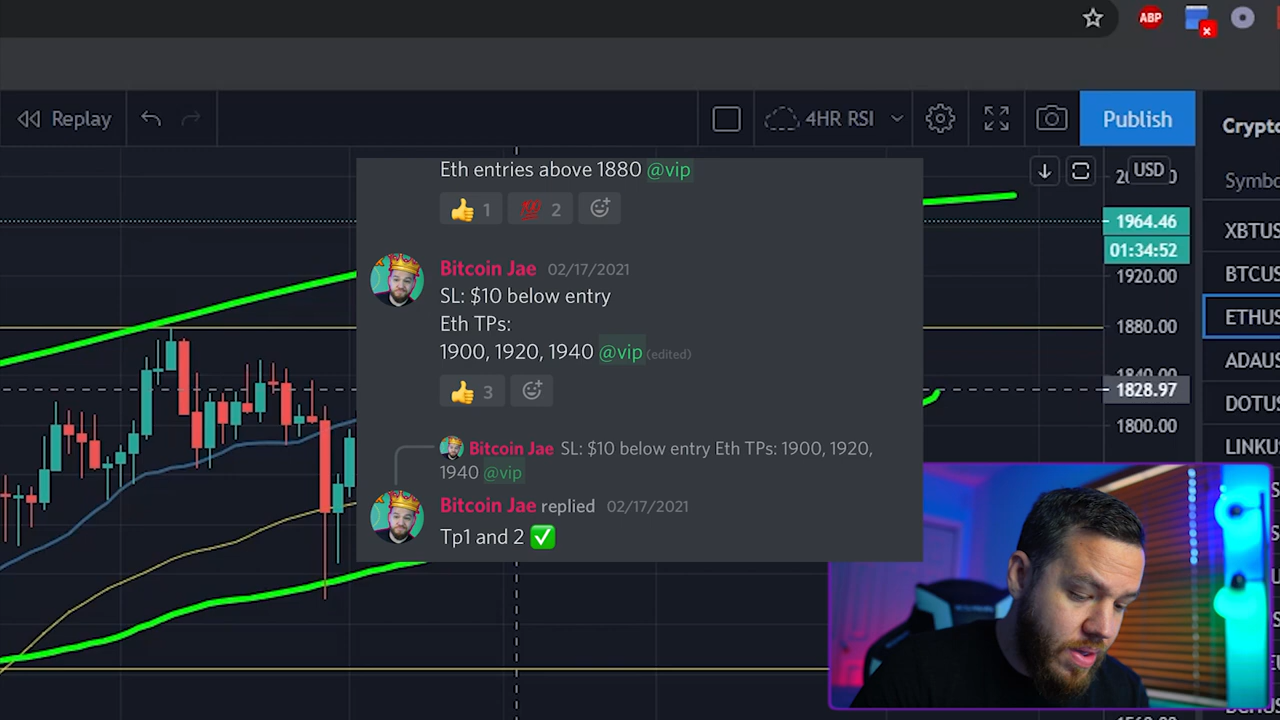 ABP
Replay
4HR RSI
Publish
Crypto
USD
Symbo
1964.46
01:34:52
1920.00
1880.00
1828.97
1800.00
XBTUS
BTCUS
ETHUS
ADAUS
DOTUS
LINKU
Eth entries above 1880 @vip
👍 1 💯 2
Bitcoin Jae 02/17/2021
SL: $10 below entry
Eth TPs:
1900, 1920, 1940 @vip (edited)
👍 3
Bitcoin Jae SL: $10 below entry Eth TPs: 1900, 1920,
1940 @vip
Bitcoin Jae replied 02/17/2021
Tp1 and 2 ✅